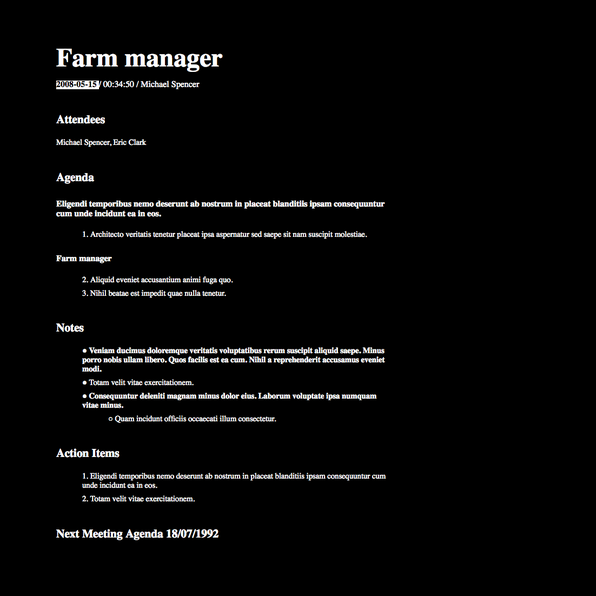 Farm manager
2008-05-15 / 00:34:50 / Michael Spencer
Attendees
Michael Spencer, Eric Clark
Agenda
Eligendi temporibus nemo deserunt ab nostrum in placeat blanditiis ipsam consequuntur
cum unde incidunt ea in eos.
1. Architecto veritatis tenetur placeat ipsa aspernatur sed saepe sit nam suscipit molestiae.
Farm manager
2. Aliquid eveniet accusantium animi fuga quo.
3. Nihil beatae est impedit quae nulla tenetur.
Notes
● Veniam ducimus doloremque veritatis voluptatibus rerum suscipit aliquid saepe. Minus
porro nobis ullam libero. Quos facilis est ea cum. Nihil a reprehenderit accusamus eveniet
modi.
● Totam velit vitae exercitationem.
● Consequuntur deleniti magnam minus dolor eius. Laborum voluptate ipsa numquam
vitae minus.
○ Quam incidunt officiis occaecati illum consectetur.
Action Items
1. Eligendi temporibus nemo deserunt ab nostrum in placeat blanditiis ipsam consequuntur cum
unde incidunt ea in eos.
2. Totam velit vitae exercitationem.
Next Meeting Agenda 18/07/1992